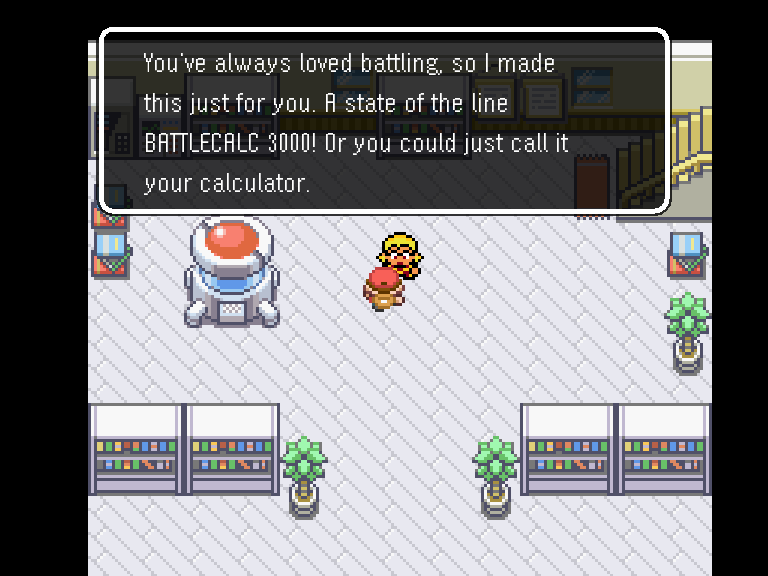 You've always loved battling, so I made
this just for you. A state of the line
BATTLECALC 3000! Or you could just call it
your calculator.